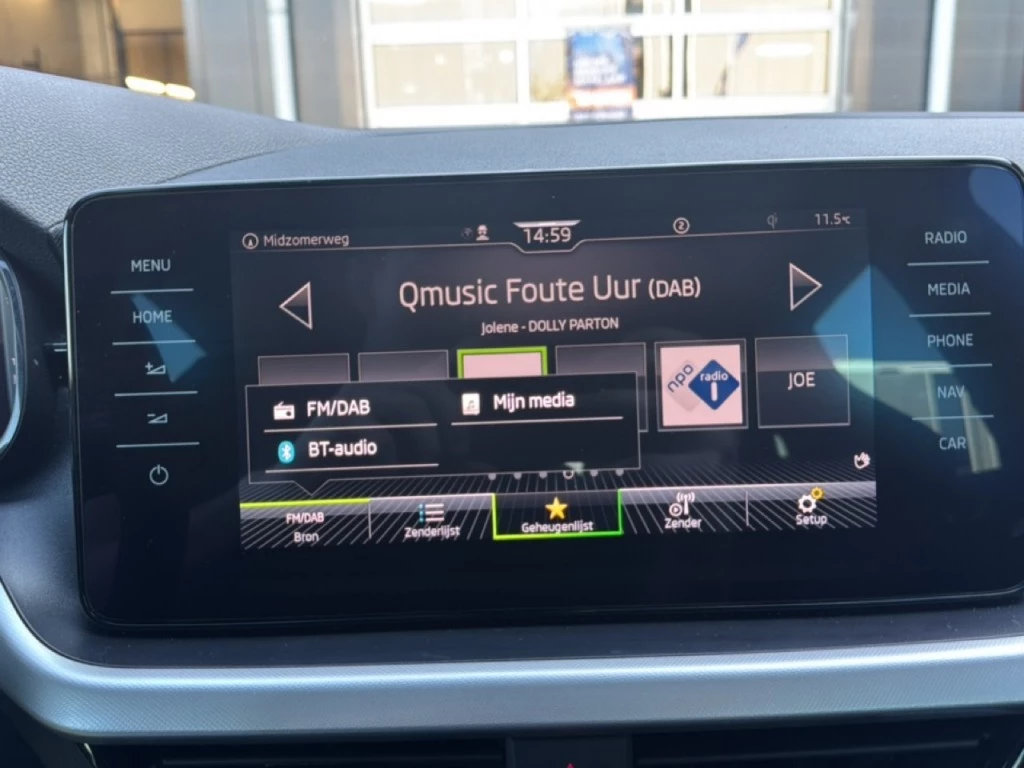 Midzomerweg
14:59
2
11.5°C
MENU
HOME
RADIO
MEDIA
PHONE
NAV
CAR
Qmusic Foute Uur (DAB)
Jolene - DOLLY PARTON
npo radio 1
JOE
FM/DAB
Mijn media
BT-audio
FM/DAB
Bron
Zenderlijst
Geheugenlijst
Zender
Setup